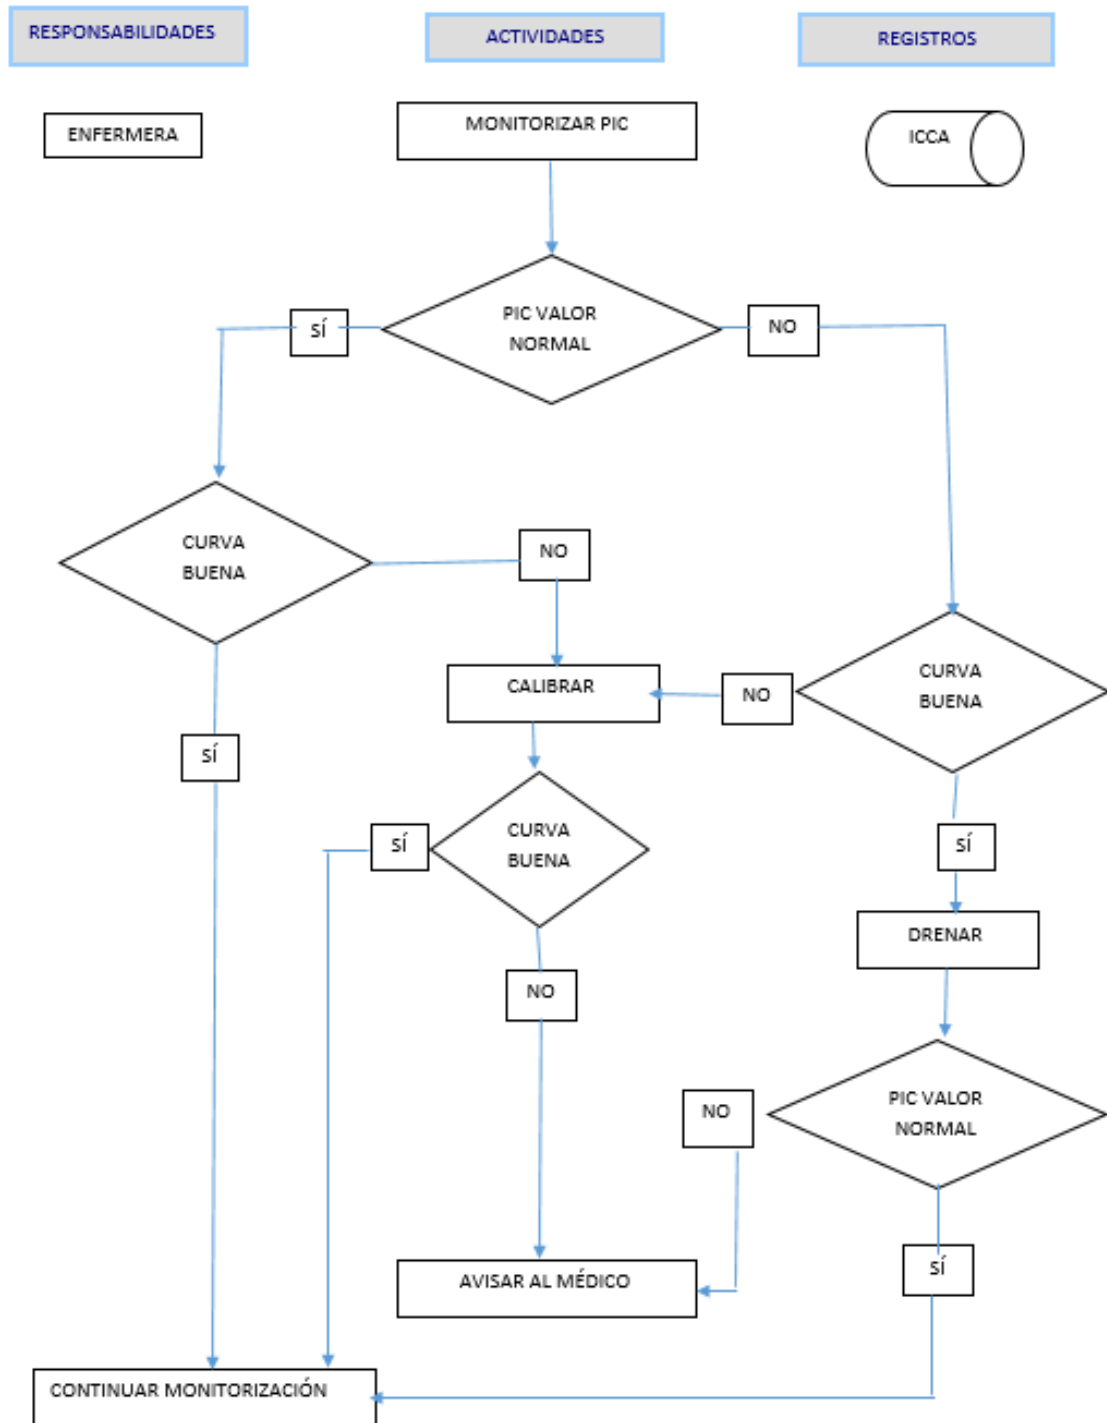 RESPONSABILIDADES
ACTIVIDADES
REGISTROS
ENFERMERA
MONITORIZAR PIC
ICCA
PIC VALOR
NORMAL
SÍ
NO
CURVA
BUENA
NO
CALIBRAR
NO
CURVA
BUENA
SÍ
SÍ
CURVA
BUENA
SÍ
DRENAR
NO
PIC VALOR
NORMAL
NO
SÍ
AVISAR AL MÉDICO
CONTINUAR MONITORIZACIÓN